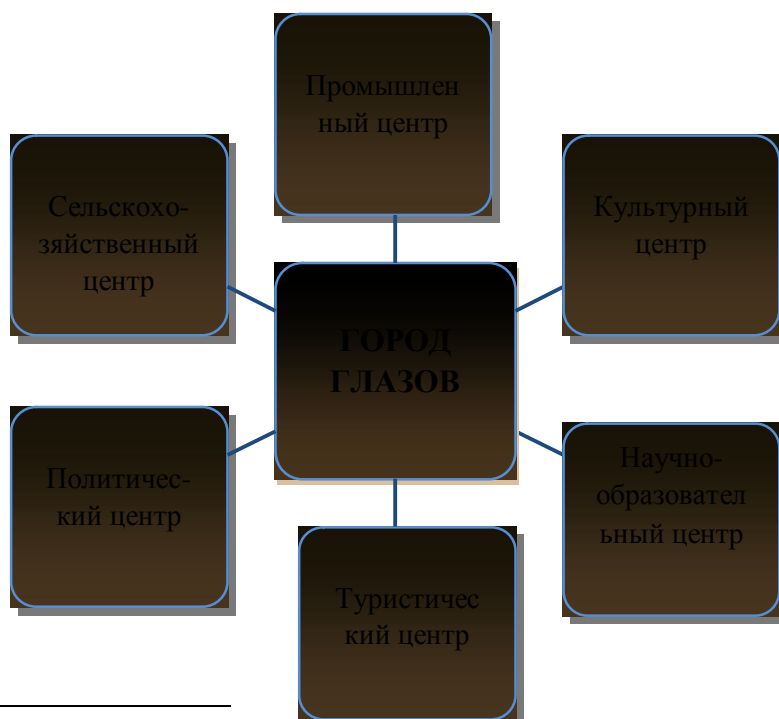 Промышлен
ный центр
Сельскохо-
зяйственный
центр
Культурный
центр
ГОРОД
ГЛАЗОВ
Политичес-
кий центр
Научно-
образовател
ьный центр
Туристичес
кий центр